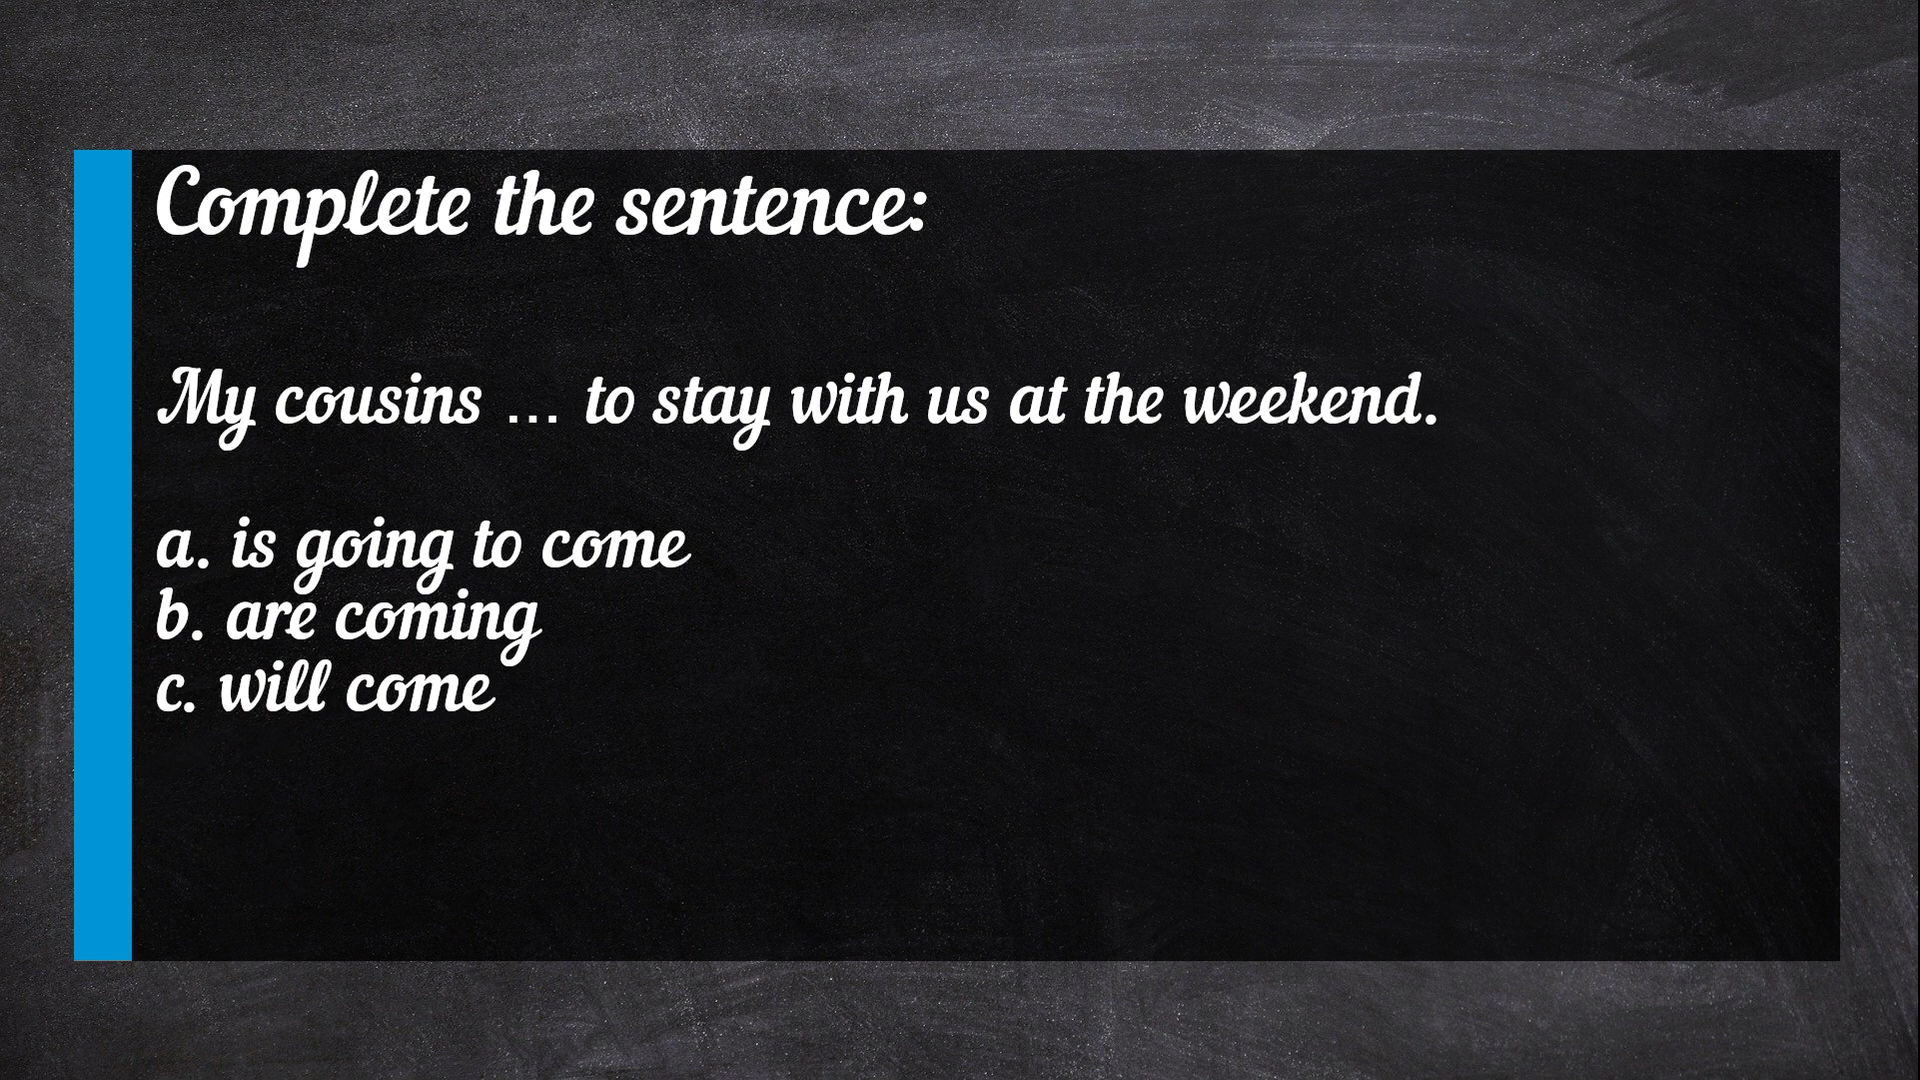 Complete the sentence:
My cousins … to stay with us at the weekend.
a. is going to come
b. are coming
c. will come